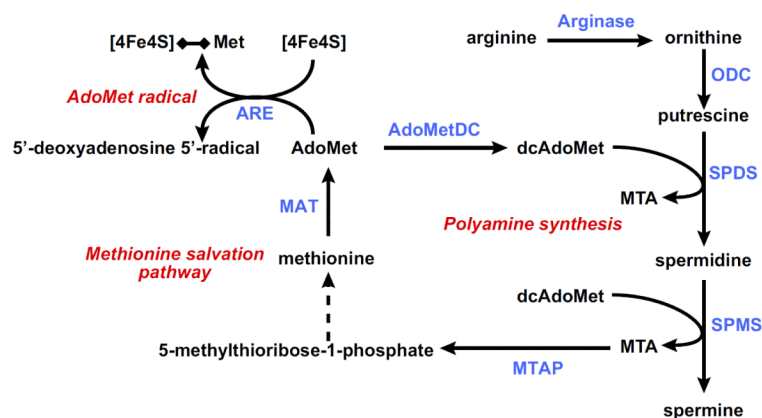 Arginase
[4Fe4S] Met [4Fe4S] arginine ornithine
ODC
AdoMet radical
ARE
putrescine
AdoMetDC
5'-deoxyadenosine 5'-radical AdoMet dcAdoMet
SPDS
MTA
MAT
Polyamine synthesis
Methionine salvation
pathway
methionine
spermidine
dcAdoMet
SPMS
5-methylthioribose-1-phosphate MTA
MTAP
spermine